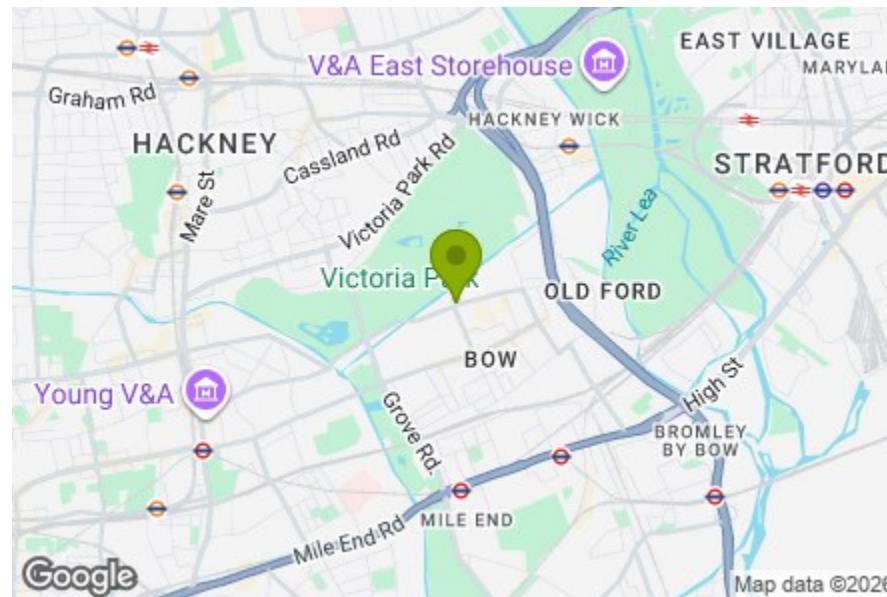 EAST VILLAGE
V&A East Storehouse
MARYLAN
Graham Rd
HACKNEY WICK
HACKNEY
Cassland Rd
STRATFORD
Mare St
Victoria Park Rd
River Lea
Victoria Park
OLD FORD
BOW
Young V&A
High St
Grove Rd.
BROMLEY
BY BOW
MILE END
Mile End Rd
Google
Map data ©2026